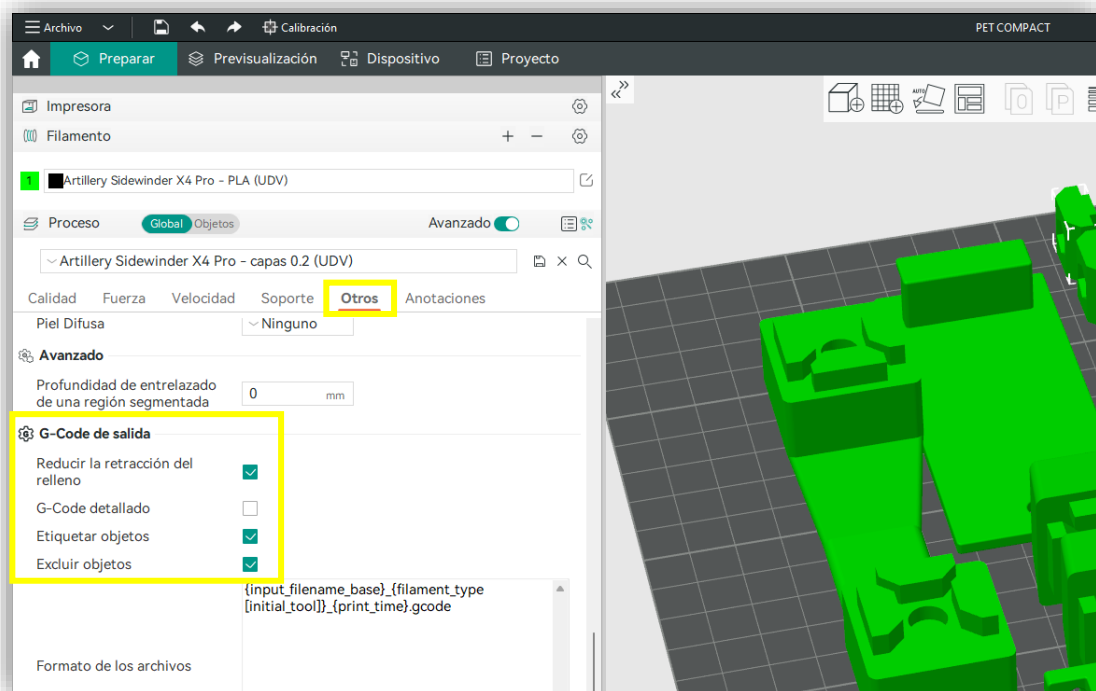 Archivo
Calibración
PET COMPACT
Preparar
Previsualización
Dispositivo
Proyecto
Impresora
Filamento
1
Artillery Sidewinder X4 Pro - PLA (UDV)
Proceso
Global
Objetos
Avanzado
Artillery Sidewinder X4 Pro - capas 0.2 (UDV)
Calidad
Fuerza
Velocidad
Soporte
Otros
Anotaciones
Piel Difusa
Ninguno
Avanzado
Profundidad de entrelazado
de una región segmentada
0
mm
G-Code de salida
Reducir la retracción del
relleno
G-Code detallado
Etiquetar objetos
Excluir objetos
{input_filename_base}_{filament_type
[initial_tool]}_{print_time}.gcode
Formato de los archivos
AUTO
O
P